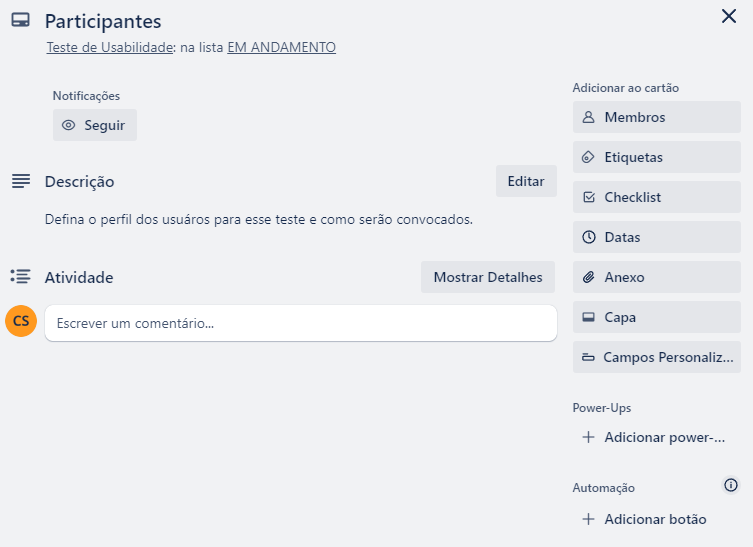 Participantes
Teste de Usabilidade: na lista EM ANDAMENTO
Notificações
Seguir
Descrição
Editar
Defina o perfil dos usuáros para esse teste e como serão convocados.
Atividade
Mostrar Detalhes
CS
Escrever um comentário...
Adicionar ao cartão
Membros
Etiquetas
Checklist
Datas
Anexo
Capa
Campos Personaliz...
Power-Ups
Adicionar power-...
Automação
Adicionar botão